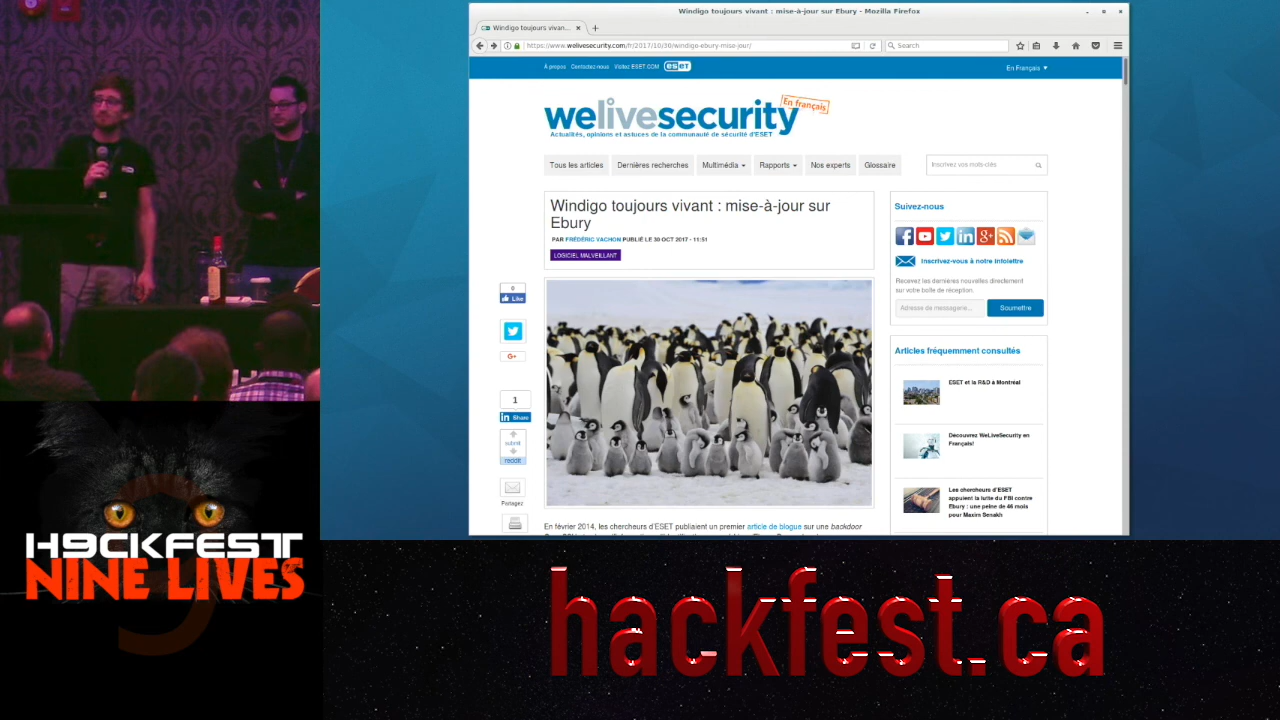 Windigo toujours vivant : mise-à-jour sur Ebury - Mozilla Firefox
Windigo toujours vivan...
https://www.welivesecurity.com/fr/2017/10/30/windigo-ebury-mise-jour/
Search
À propos Contactez-nous Visitez ESET.COM eset
En Français
welivesecurity
En français
Actualités, opinions et astuces de la communauté de sécurité d'ESET
Tous les articles Dernières recherches Multimédia Rapports Nos experts Glossaire
Inscrivez vos mots-clés
Windigo toujours vivant : mise-à-jour sur
Ebury
PAR FRÉDÉRIC VACHON PUBLIÉ LE 30 OCT 2017 - 11:51
LOGICIEL MALVEILLANT
0
Like
G+
1
in Share
submit
reddit
Partagez
En février 2014, les chercheurs d'ESET publiaient un premier article de blogue sur une backdoor
Suivez-nous
Inscrivez-vous à notre infolettre
Recevez les dernières nouvelles directement
sur votre boîte de réception.
Adresse de messagerie...
Soumettre
Articles fréquemment consultés
ESET et la R&D à Montréal
Découvrez WeLiveSecurity en
Français!
Les chercheurs d'ESET
appuient la lutte du FBI contre
Ebury : une peine de 46 mois
pour Maxim Senakh
H9CKFEST
NINE LIVES
9
hackfest.ca